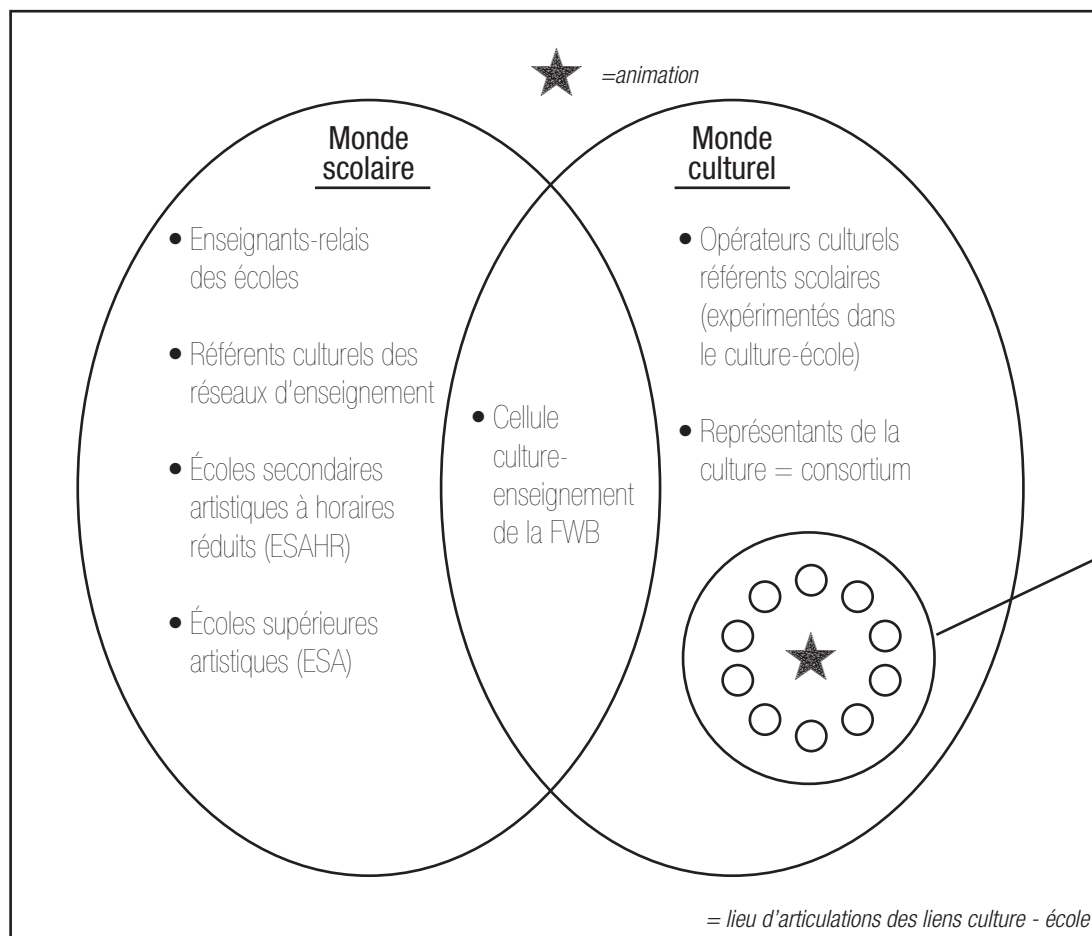 =animation
Monde
scolaire
Enseignants-relais
des écoles
Référents culturels des
réseaux d'enseignement
Écoles secondaires
artistiques à horaires
réduits (ESAHR)
Écoles supérieures
artistiques (ESA)
Cellule
culture-
enseignement
de la FWB
Monde
culturel
Opérateurs culturels
référents scolaires
(expérimentés dans
le culture-école)
Représentants de la
culture = consortium
= lieu d'articulations des liens culture - école